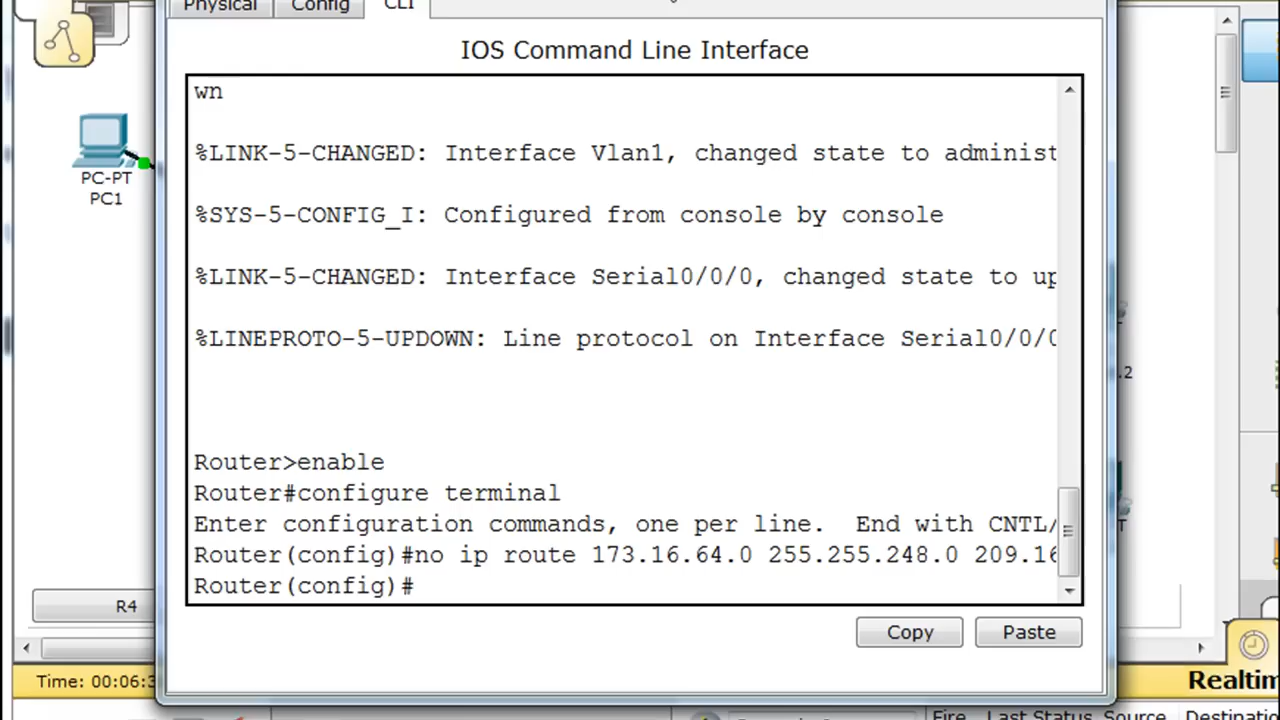 Physical
Config
CLI
IOS Command Line Interface
wn
%LINK-5-CHANGED: Interface Vlan1, changed state to administ
%SYS-5-CONFIG_I: Configured from console by console
%LINK-5-CHANGED: Interface Serial0/0/0, changed state to up
%LINEPROTO-5-UPDOWN: Line protocol on Interface Serial0/0/0
Router>enable
Router#configure terminal
Enter configuration commands, one per line.  End with CNTL/
Router(config)#no ip route 173.16.64.0 255.255.248.0 209.16
Router(config)#
Copy
Paste
PC-PT
PC1
.2
R4
Time: 00:06:3
Realtim
Fire
Last Status
Source
Destinatio